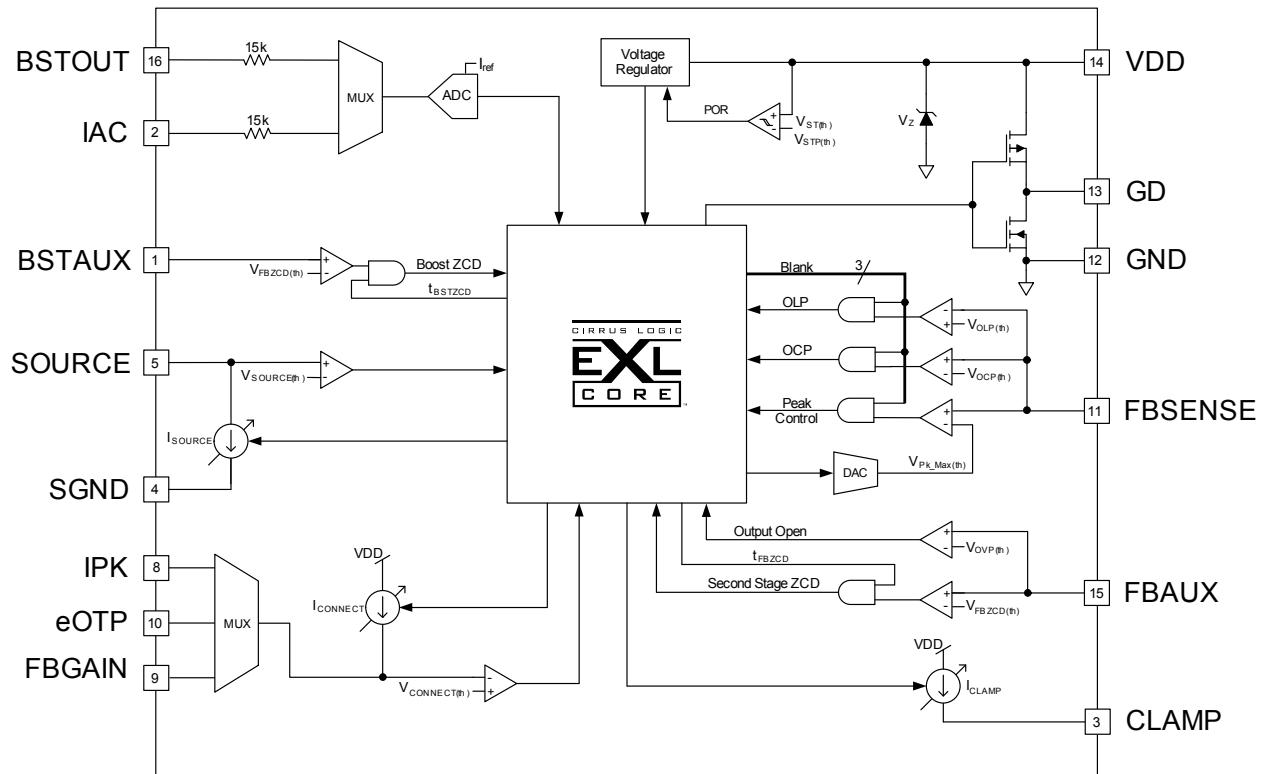 BSTOUT
16
15k
IAC
2
15k
MUX
ADC
Iref
Voltage
Regulator
POR
VST(th)
VSTP(th)
VZ
14
VDD
13
GD
12
GND
BSTAUX
1
VFBZCD(th)
Boost ZCD
tBSTZCD
SOURCE
5
VSOURCE(th)
ISOURCE
SGND
4
CIRRUS LOGIC
EXL
CORE
™
Blank
3
OLP
VOLP(th)
OCP
VOCP(th)
Peak
Control
11
FBSENSE
DAC
VPk_Max(th)
IPK
8
eOTP
10
FBGAIN
9
MUX
VDD
ICONNECT
VCONNECT(th)
Output Open
VOVP(th)
tFBZCD
Second Stage ZCD
VFBZCD(th)
15
FBAUX
VDD
ICLAMP
3
CLAMP
+
-
+
-
+
-
-
+
-
+
+
-
+
-
+
-
+
-
-
+